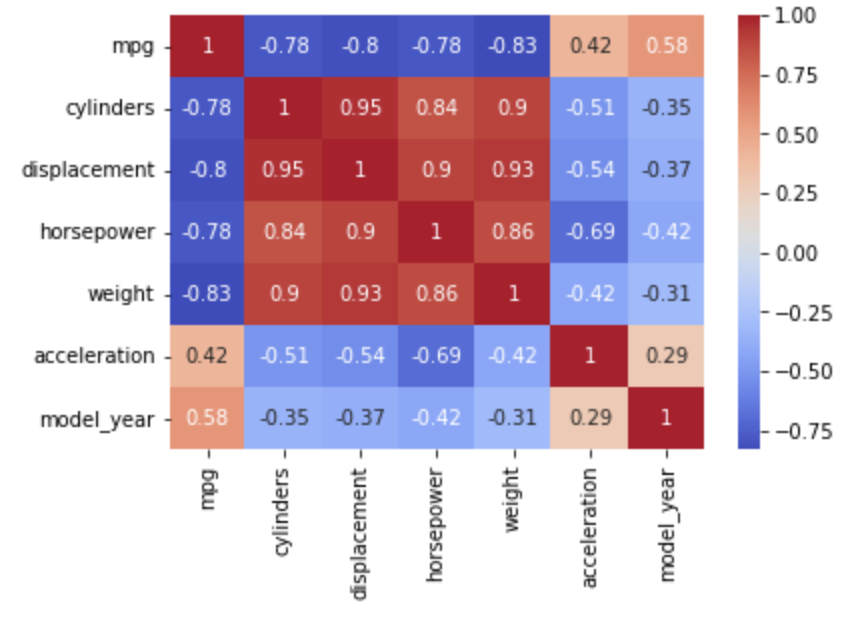 mpg 1 -0.78 -0.8 -0.78 -0.83 0.42 0.58
cylinders -0.78 1 0.95 0.84 0.9 -0.51 -0.35
displacement -0.8 0.95 1 0.9 0.93 -0.54 -0.37
horsepower -0.78 0.84 0.9 1 0.86 -0.69 -0.42
weight -0.83 0.9 0.93 0.86 1 -0.42 -0.31
acceleration 0.42 -0.51 -0.54 -0.69 -0.42 1 0.29
model_year 0.58 -0.35 -0.37 -0.42 -0.31 0.29 1
mpg
cylinders
displacement
horsepower
weight
acceleration
model_year
1.00
0.75
0.50
0.25
0.00
−0.25
−0.50
−0.75